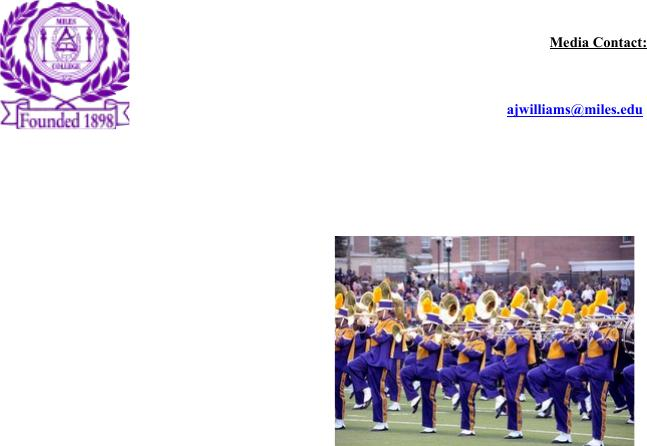 MILES
COLLEGE
Founded 1898
Media Contact:
ajwilliams@miles.edu